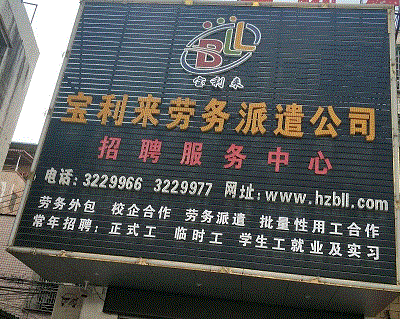 BLL
宝利来
宝利来劳务派遣公司
招聘服务中心
电话:3229966 3229977 网址:www.hzbll.com
劳务外包 校企合作 劳务派遣 批量性用工合作
常年招聘:正式工 临时工 学生工就业及实习